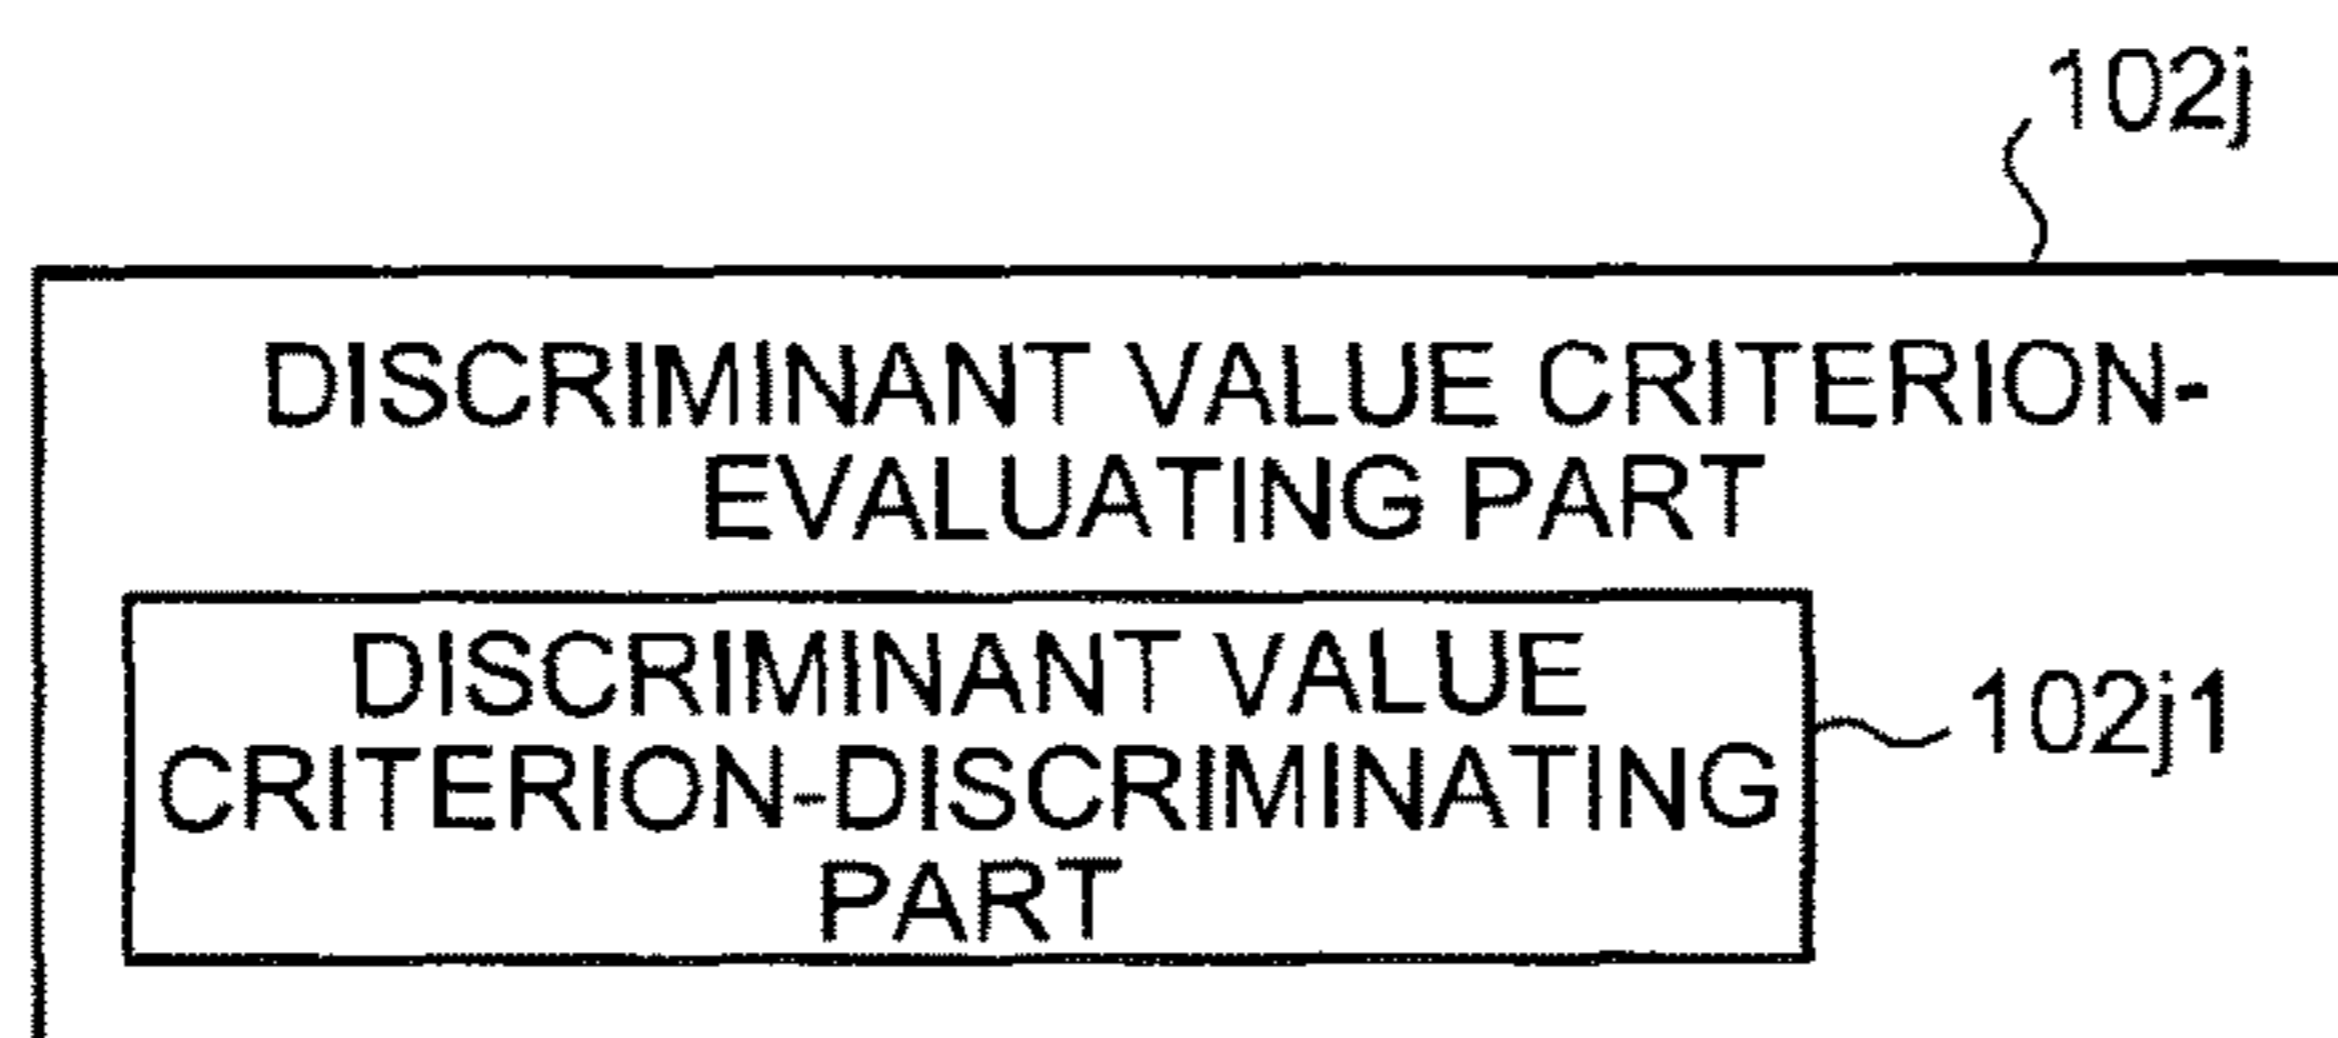 102j
DISCRIMINANT VALUE CRITERION-
EVALUATING PART
DISCRIMINANT VALUE
CRITERION-DISCRIMINATING
PART
102j1